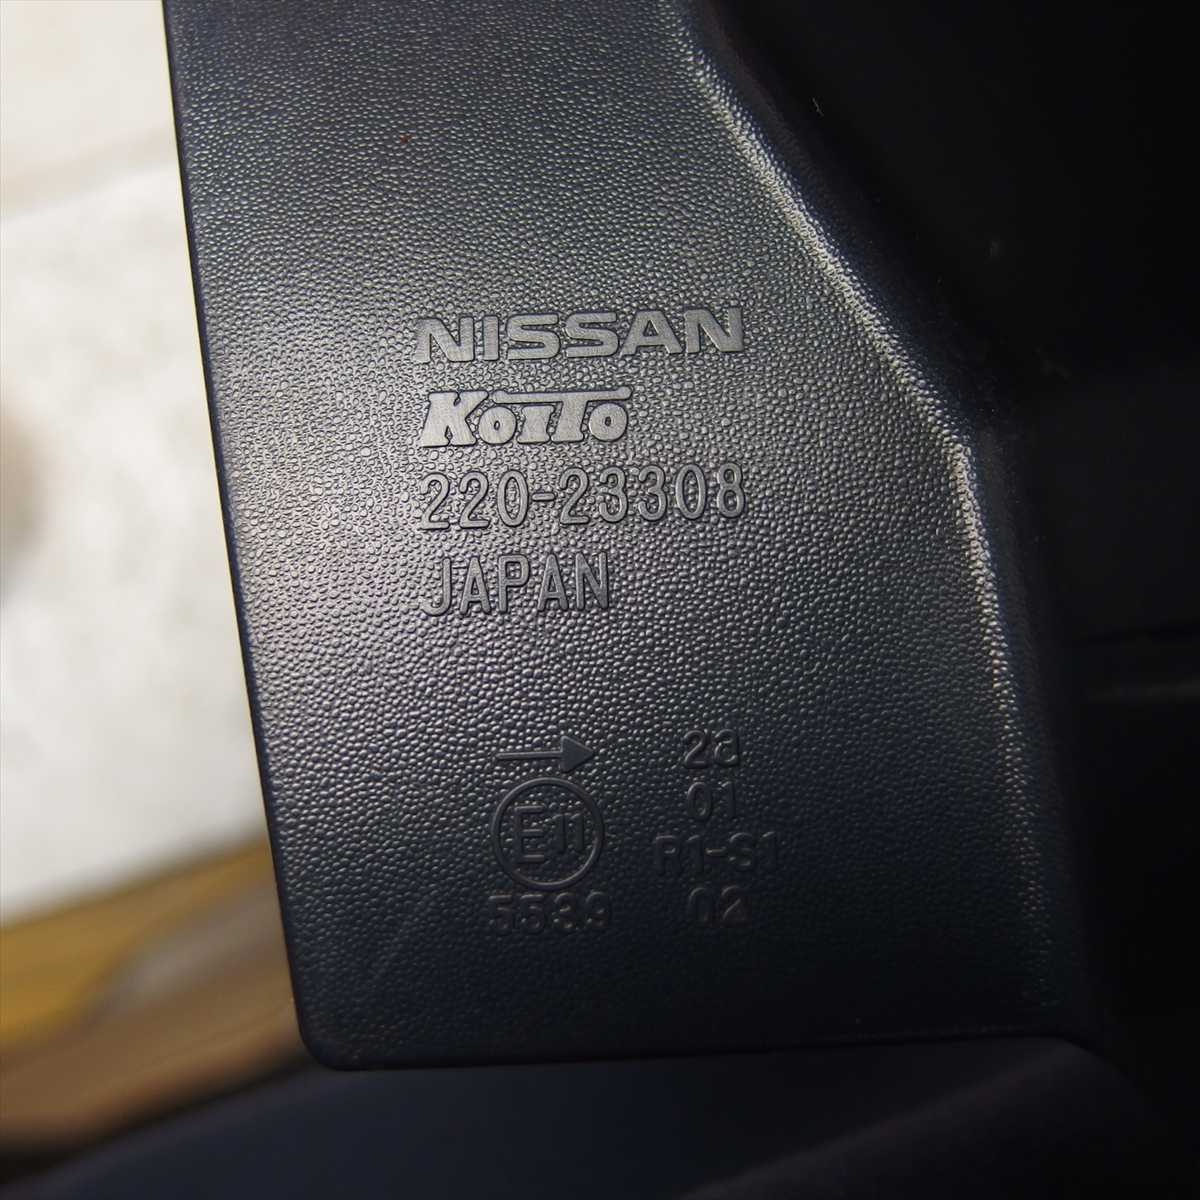 NISSAN
KoiTo
220-23308
JAPAN
→ 2a
E11 01
R1-S1
5539 02